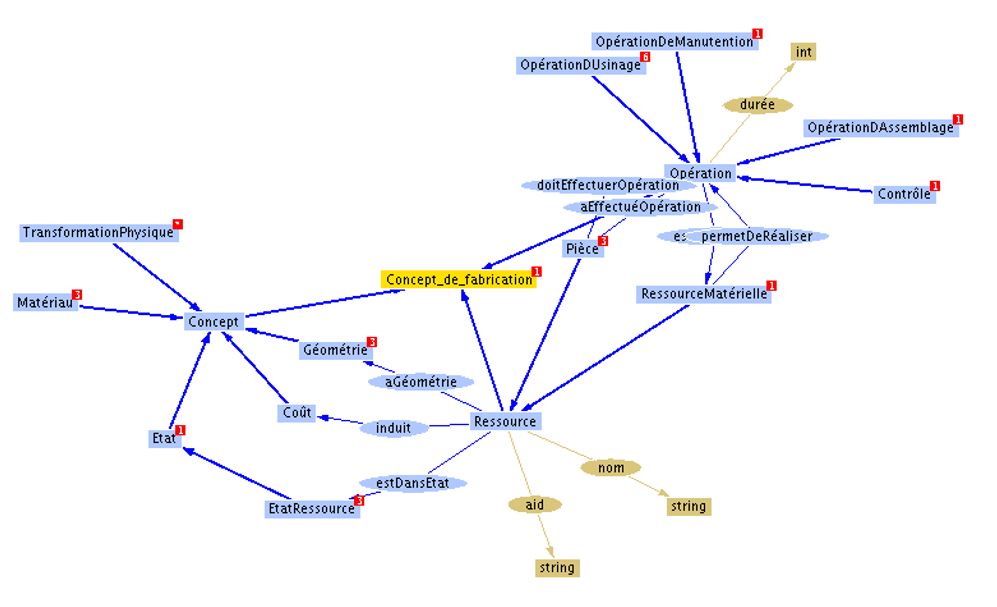 OpérationDeManutention 1
int
OpérationDUsinage 6
durée
OpérationDAssemblage 1
Opération
doitEffectuerOpération
Contrôle 1
aEffectuéOpération
TransformationPhysique *
es permetDeRéaliser
Pièce 3
Concept_de_fabrication 1
RessourceMatérielle 1
Matériau 3
Concept
Géométrie 3
aGéométrie
Coût
Ressource
induit
Etat 1
nom
estDansEtat
EtatRessource 3
aid
string
string